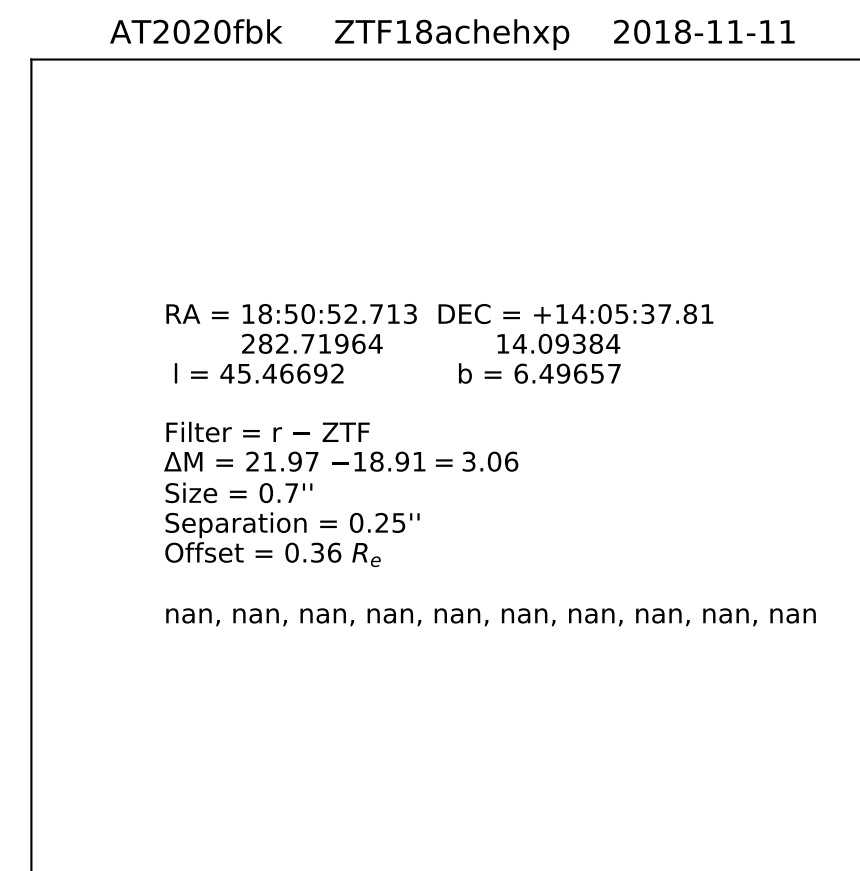 AT2020fbk ZTF18achehxp 2018-11-11
RA = 18:50:52.713 DEC = +14:05:37.81
282.71964 14.09384
l = 45.46692 b = 6.49657
Filter = r − ZTF
ΔM = 21.97 −18.91 = 3.06
Size = 0.7''
Separation = 0.25''
Offset = 0.36 Re
nan, nan, nan, nan, nan, nan, nan, nan, nan, nan